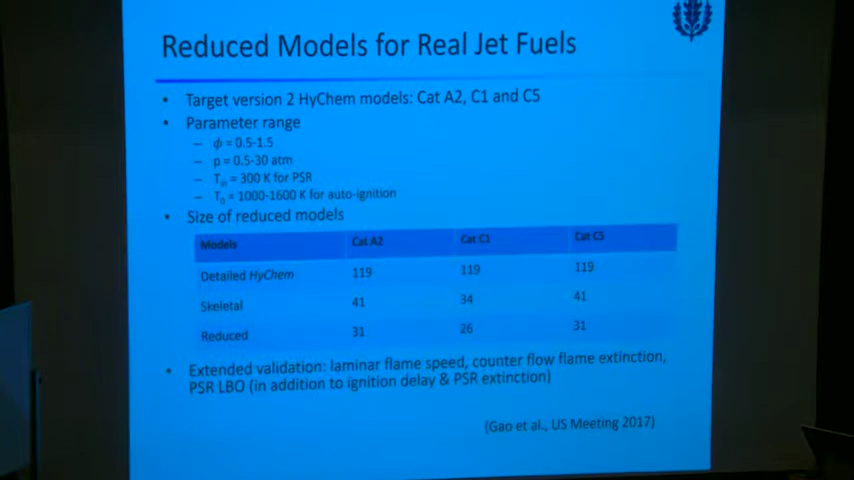 Reduced Models for Real Jet Fuels
• Target version 2 HyChem models: Cat A2, C1 and C5
• Parameter range
– ϕ = 0.5-1.5
– p = 0.5-30 atm
– Tin = 300 K for PSR
– T0 = 1000-1600 K for auto-ignition
• Size of reduced models
Models Cat A2 Cat C1 Cat C5
Detailed HyChem 119 119 119
Skeletal 41 34 41
Reduced 31 26 31
• Extended validation: laminar flame speed, counter flow flame extinction,
PSR LBO (in addition to ignition delay & PSR extinction)
(Gao et al., US Meeting 2017)